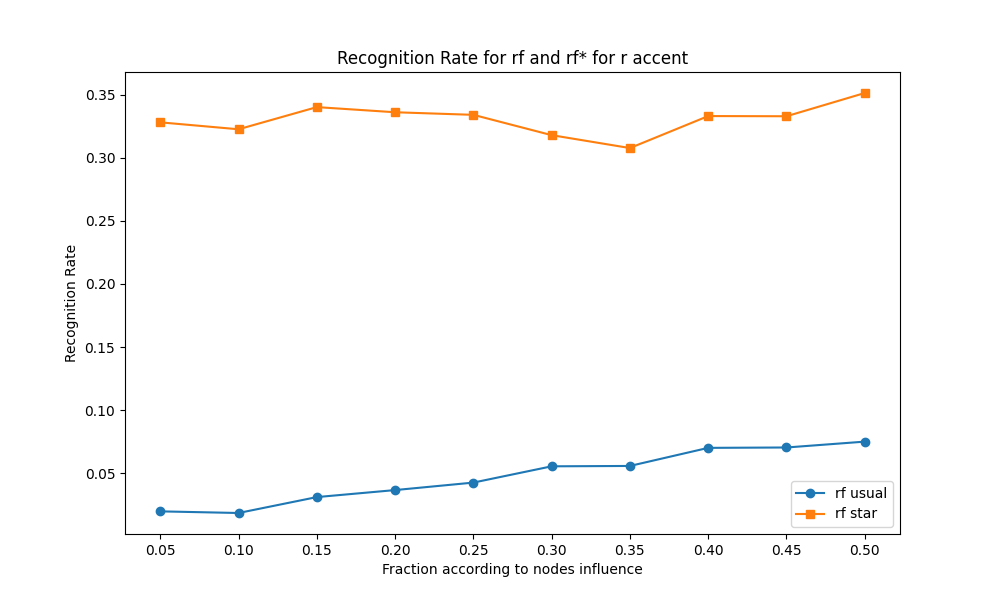 Recognition Rate for rf and rf* for r accent
0.35
0.30
0.25
0.20
0.15
0.10
0.05
Recognition Rate
0.05 0.10 0.15 0.20 0.25 0.30 0.35 0.40 0.45 0.50
Fraction according to nodes influence
rf usual
rf star